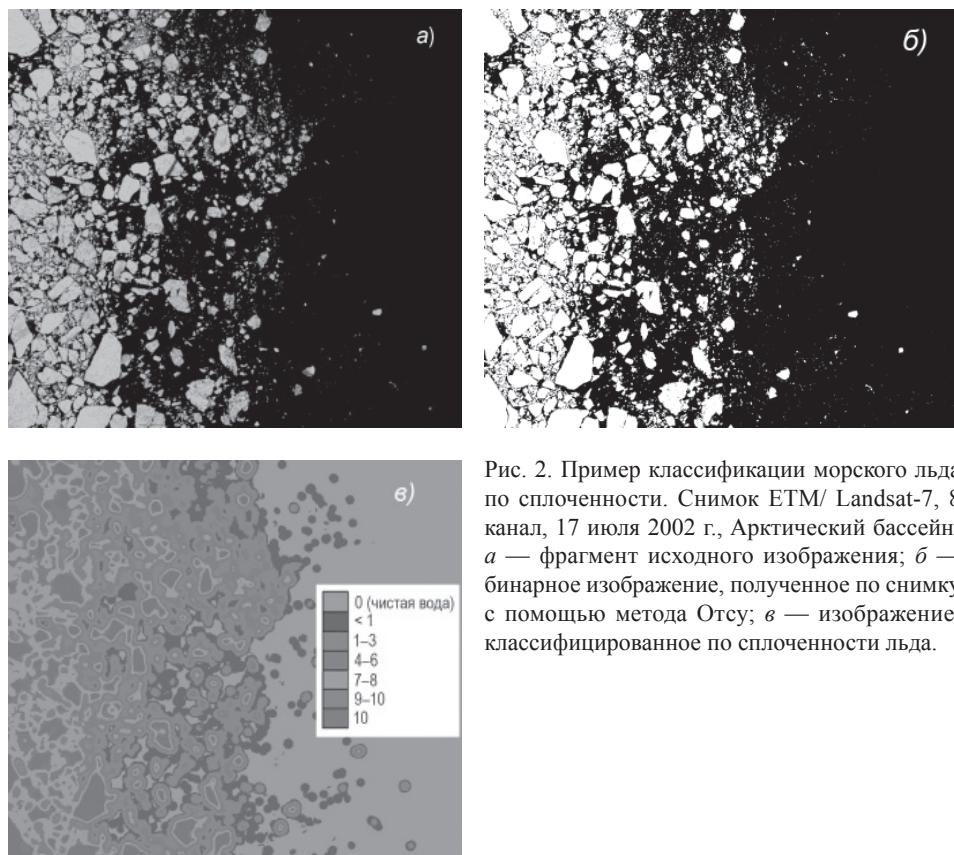 а)
б)
в)
0 (чистая вода)
< 1
1–3
4–6
7–8
9–10
10
Рис. 2. Пример классификации морского льда
по сплоченности. Снимок ETM/ Landsat-7, 8
канал, 17 июля 2002 г., Арктический бассейн
а — фрагмент исходного изображения; б —
бинарное изображение, полученное по снимку
с помощью метода Отсу; в — изображение
классифицированное по сплоченности льда.